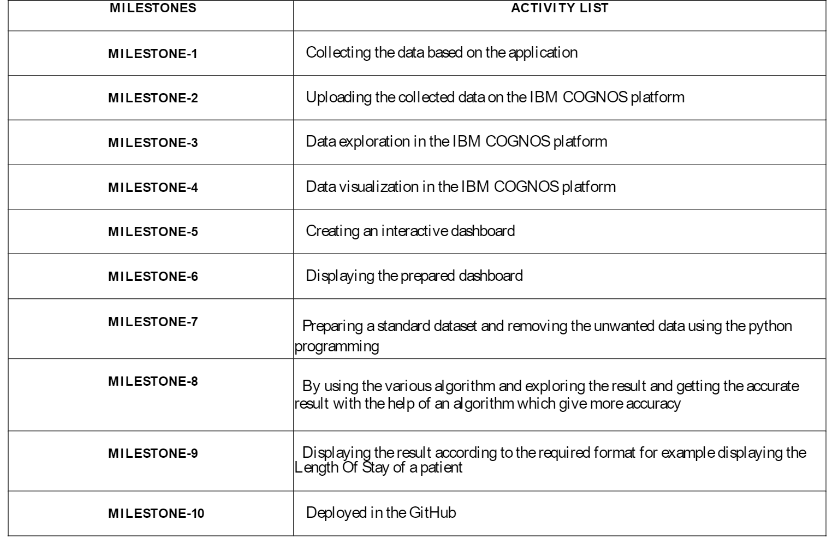 MILESTONES ACTIVITY LIST
MILESTONE-1 Collecting the data based on the application
MILESTONE-2 Uploading the collected data on the IBM COGNOS platform
MILESTONE-3 Data exploration in the IBM COGNOS platform
MILESTONE-4 Data visualization in the IBM COGNOS platform
MILESTONE-5 Creating an interactive dashboard
MILESTONE-6 Displaying the prepared dashboard
MILESTONE-7 Preparing a standard dataset and removing the unwanted data using the python
programming
MILESTONE-8 By using the various algorithm and exploring the result and getting the accurate
result with the help of an algorithm which give more accuracy
MILESTONE-9 Displaying the result according to the required format for example displaying the
Length Of Stay of a patient
MILESTONE-10 Deployed in the GitHub